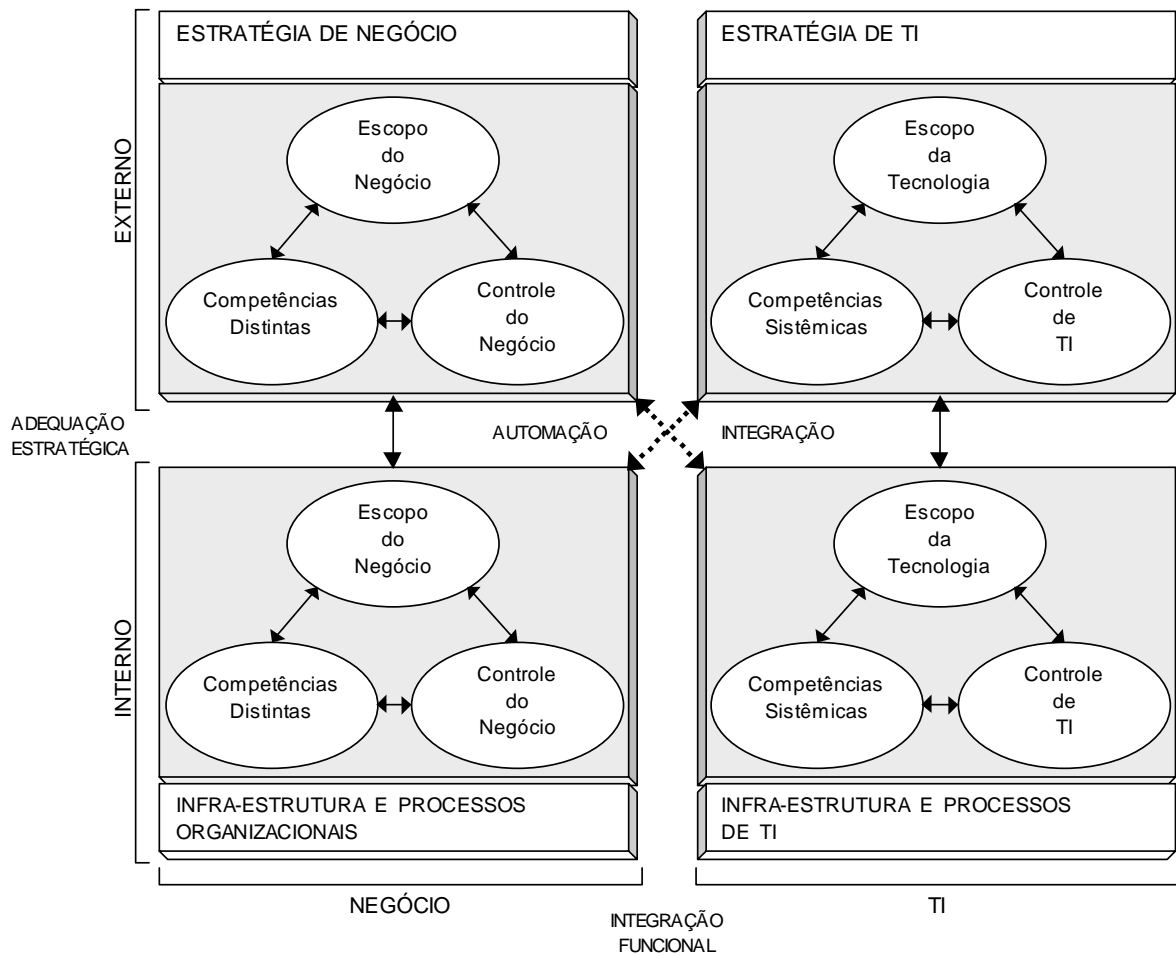 ESTRATÉGIA DE NEGÓCIO
ESTRATÉGIA DE TI
EXTERNO
Escopo
do
Negócio
Competências
Distintas
Controle
do
Negócio
Escopo
da
Tecnologia
Competências
Sistêmicas
Controle
de
TI
ADEQUAÇÃO
ESTRATÉGICA
AUTOMAÇÃO
INTEGRAÇÃO
INTERNO
Escopo
do
Negócio
Competências
Distintas
Controle
do
Negócio
Escopo
da
Tecnologia
Competências
Sistêmicas
Controle
de
TI
INFRA-ESTRUTURA E PROCESSOS
ORGANIZACIONAIS
INFRA-ESTRUTURA E PROCESSOS
DE TI
NEGÓCIO
TI
INTEGRAÇÃO
FUNCIONAL